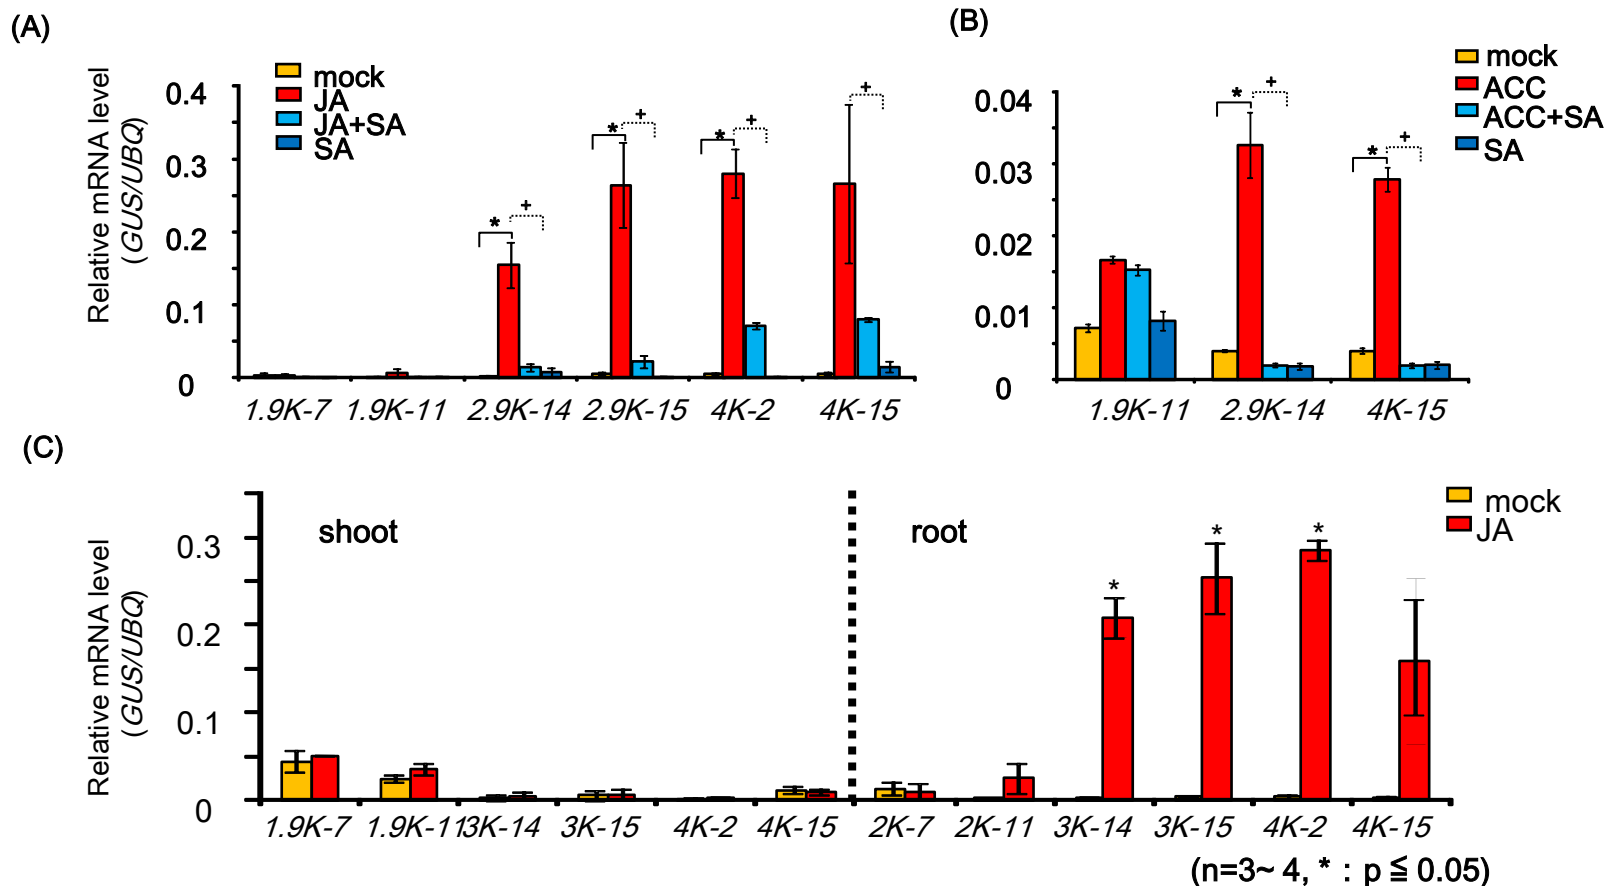 (A)
Relative mRNA level
(GUS/UBQ)
mock
JA
JA+SA
SA
0.4
0.3
0.2
0.1
0
* +
* +
* +
+
1.9K-7 1.9K-11 2.9K-14 2.9K-15 4K-2 4K-15
(B)
mock
ACC
ACC+SA
SA
0.04
0.03
0.02
0.01
0
* +
* +
1.9K-11 2.9K-14 4K-15
(C)
Relative mRNA level
(GUS/UBQ)
shoot
root
mock
JA
0.3
0.2
0.1
0
* * *
1.9K-7 1.9K-11 3K-14 3K-15 4K-2 4K-15 2K-7 2K-11 3K-14 3K-15 4K-2 4K-15
(n=3~ 4, * : p ≦ 0.05)